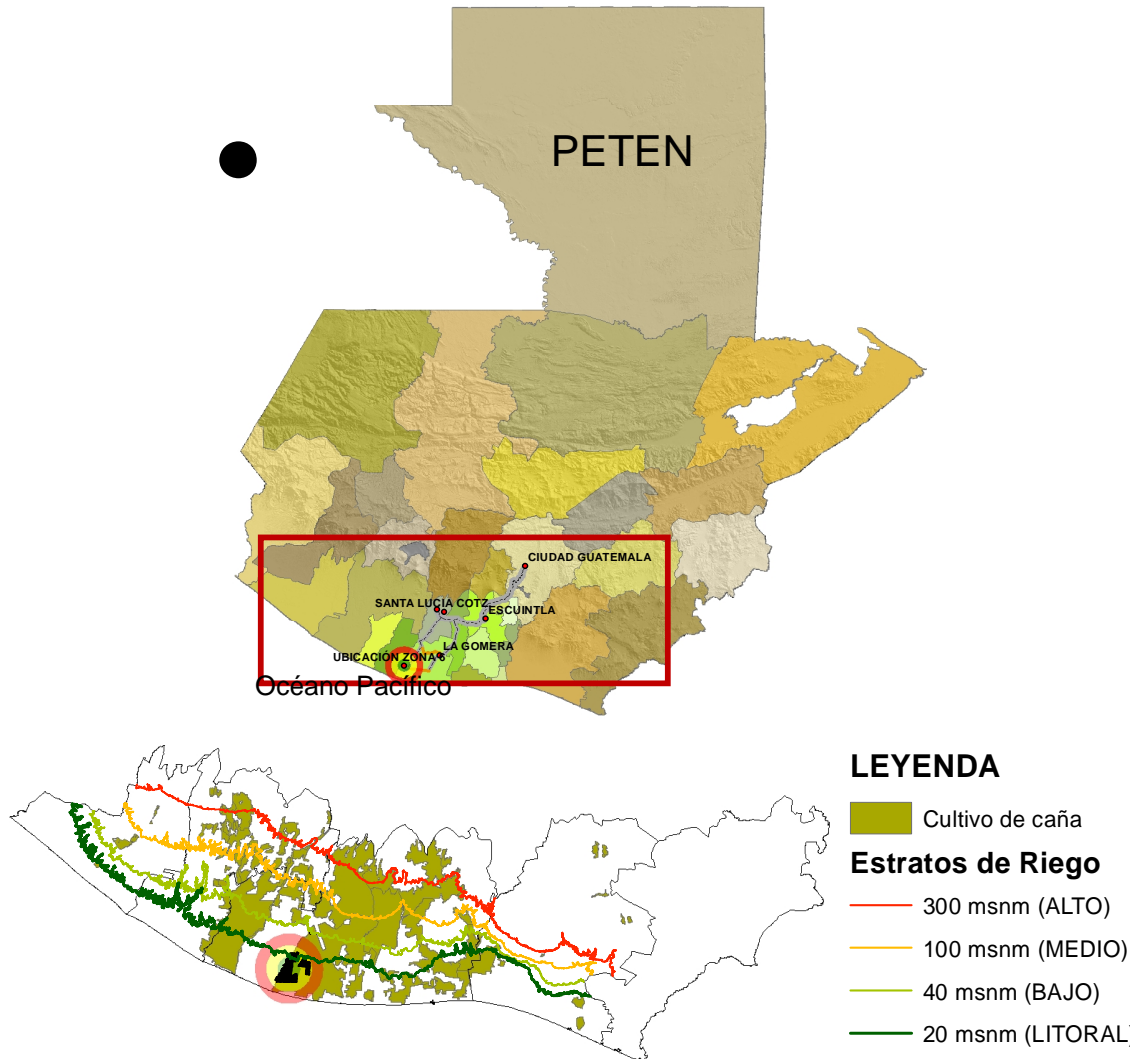 PETEN
CIUDAD GUATEMALA
SANTA LUCÍA COTZ.
ESCUINTLA
LA GOMERA
UBICACIÓN ZONA 6
Océano Pacífico
LEYENDA
Cultivo de caña
Estratos de Riego
300 msnm (ALTO)
100 msnm (MEDIO)
40 msnm (BAJO)
20 msnm (LITORAL)